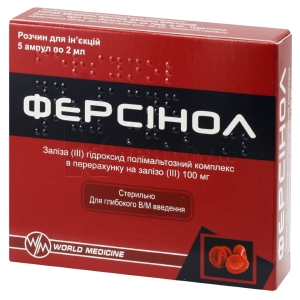 Розчин для ін'єкцій
5 ампул по 2 мл
ФЕРСІНОЛ
Заліза (III) гідроксид полімальтозний комплекс
в перерахунку на залізо (III) 100 мг
Стерильно
Для глибокого В/М введення
WM WORLD MEDICINE